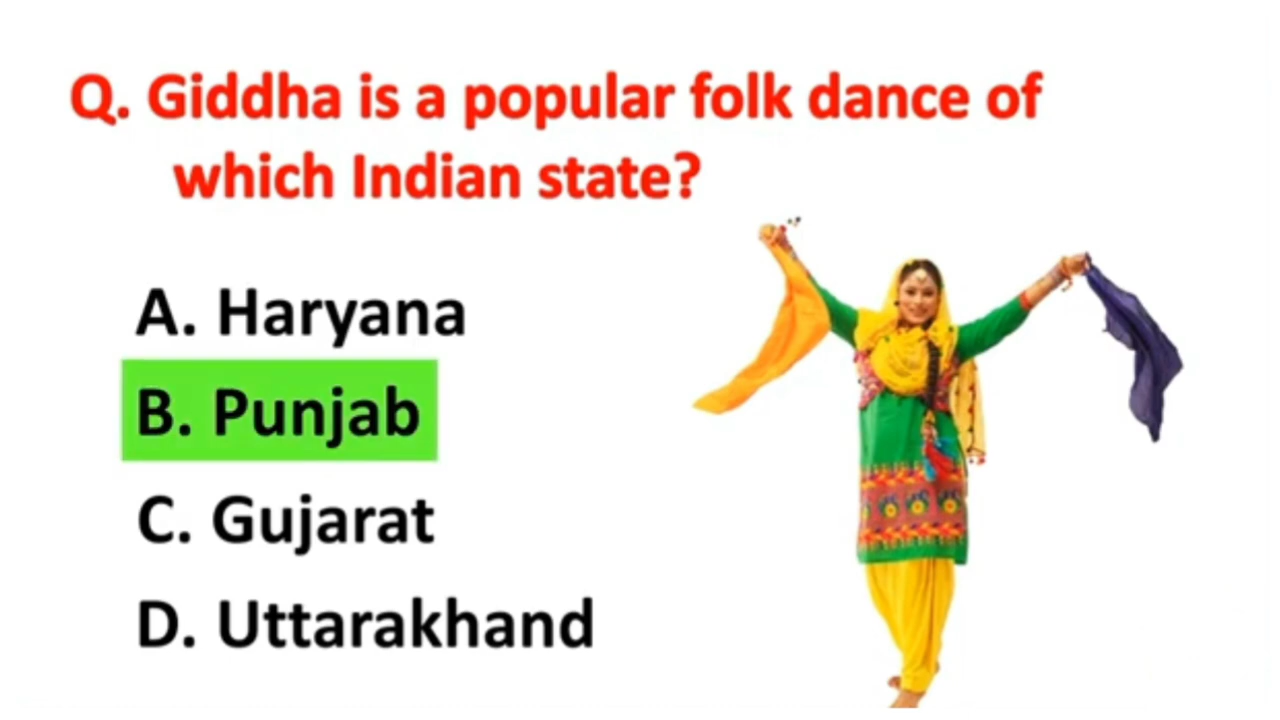 Q. Giddha is a popular folk dance of
which Indian state?
A. Haryana
B. Punjab
C. Gujarat
D. Uttarakhand